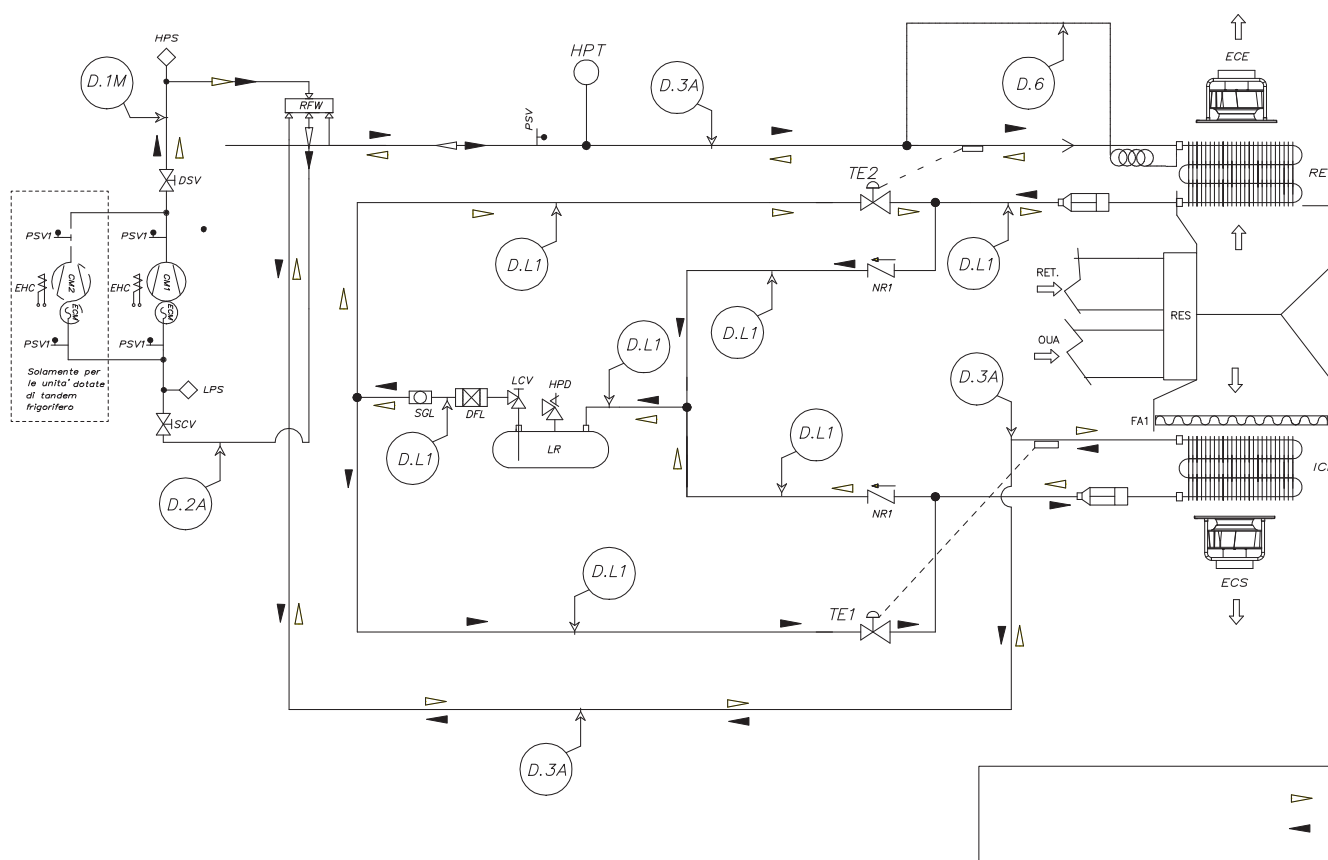 HPS
ECE
HPT
D.1M
D.3A
D.6
RFW
PSV
DSV
TE2
RE
PSV1
PSV1
D.L1
D.L1
EHC
CM2
EHC
CM1
RET.
NR1
ECM
ECM
D.L1
RES
PSV1
PSV1
OUA
D.L1
Solamente per
le unita' dotate
di tandem
frigorifero
LPS
LCV
HPD
D.3A
SGL
DFL
FA1
SCV
D.L1
LR
D.L1
IC
D.2A
NR1
D.L1
ECS
TE1
D.3A